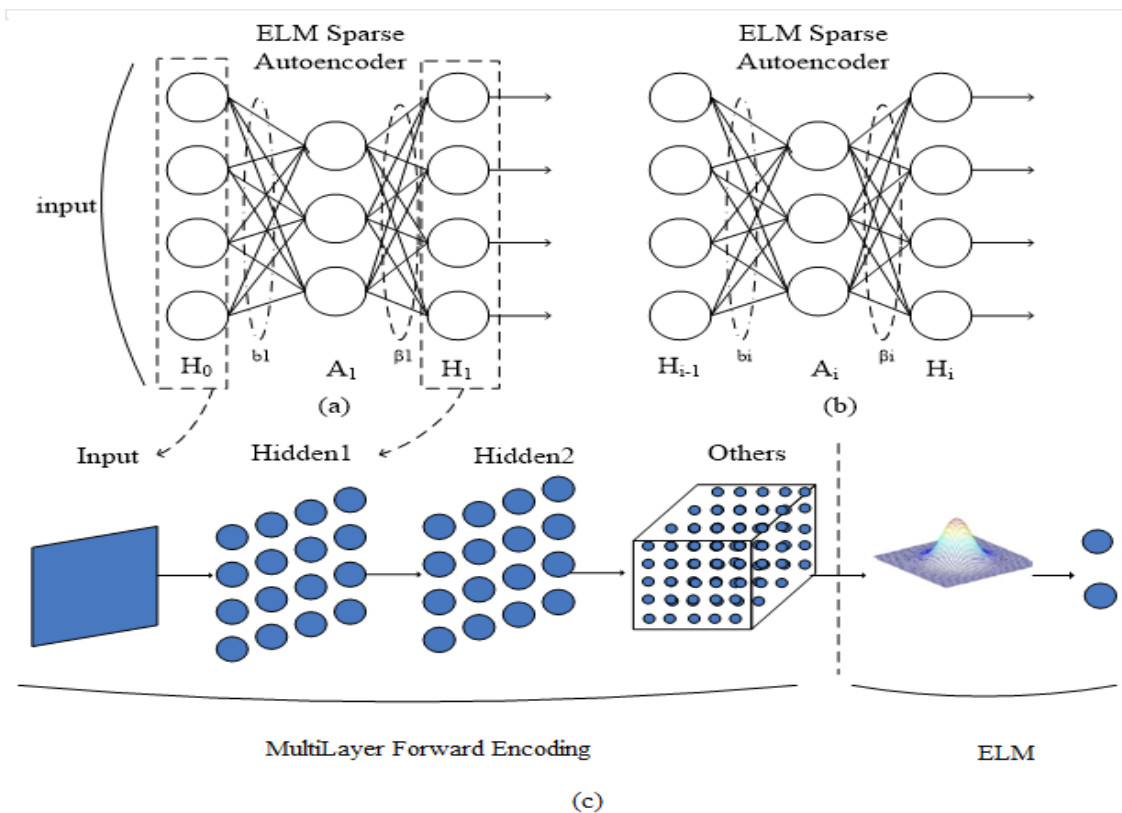 ELM Sparse
Autoencoder
ELM Sparse
Autoencoder
input
b1
β1
bi
βi
H₀
A₁
H₁
Hᵢ₋₁
Aᵢ
Hᵢ
(a)
(b)
Input
Hidden1
Hidden2
Others
MultiLayer Forward Encoding
ELM
(c)